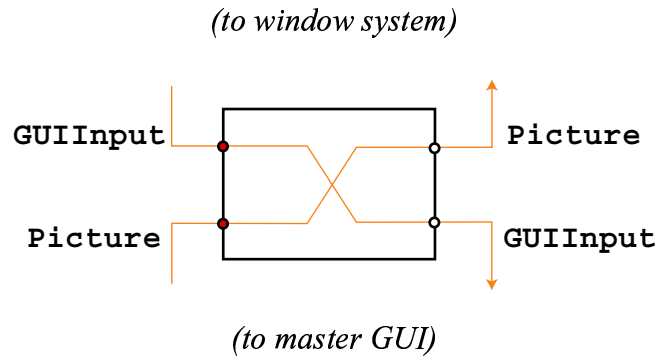 (to window system)
GUIInput
Picture
Picture
GUIInput
(to master GUI)